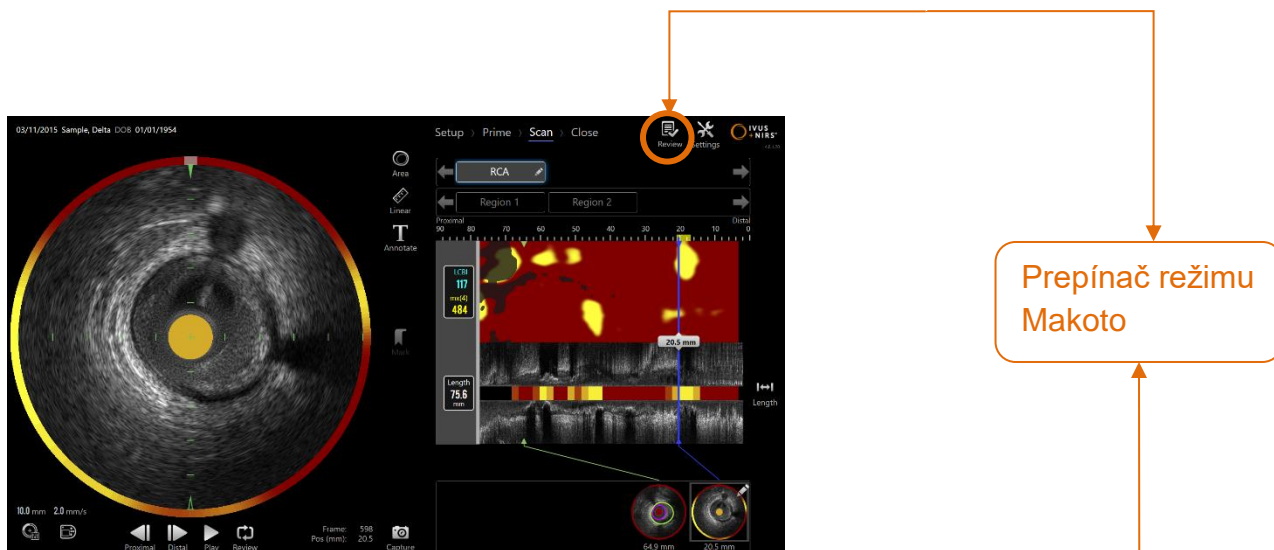 03/11/2015 Sample, Delta DOB 01/01/1954
Setup Prime Scan Close
Review
Settings
IVUS
+NIRS
Area
RCA
Linear
Region 1 Region 2
Annotate
Proximal Distal
90 80 70 60 50 40 30 20 10 0
LCBI
117
mx(4)
484
Mark
20.5 mm
Length
75.6
mm
Length
10.0 mm 2.0 mm/s
Proximal Distal Play Review
Frame: 598
Pos (mm): 20.5
Capture
64.9 mm 20.5 mm
Prepínač režimu
Makoto